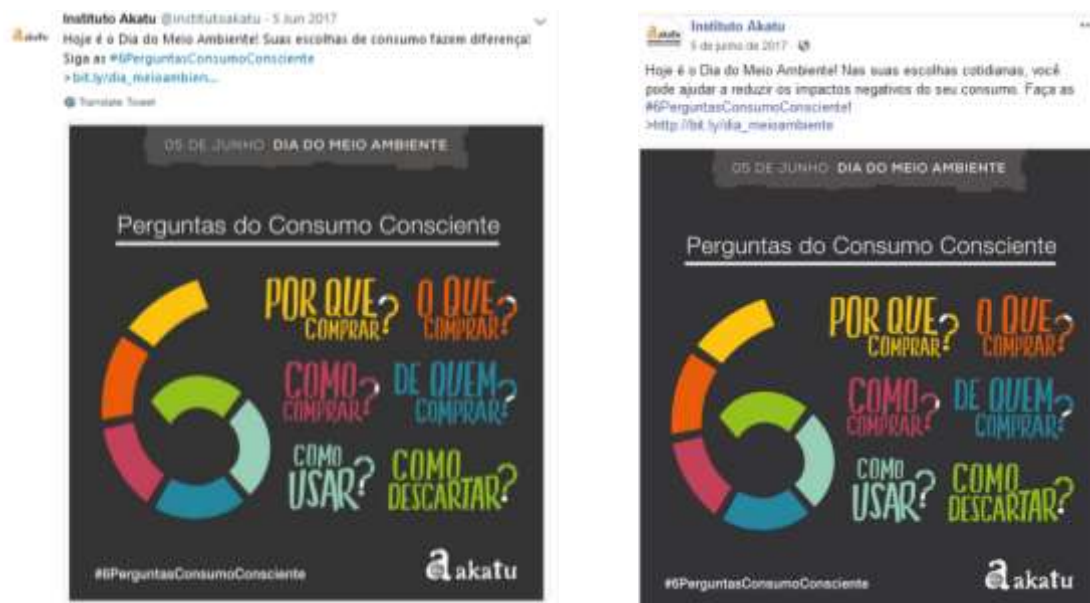 Instituto Akatu @institutoakatu - 5 Jun 2017
Hoje é o Dia do Meio Ambiente! Suas escolhas de consumo fazem diferença!
Siga as #6PerguntasConsumoConsciente
>bit.ly/dia_meioambien...
Translate Tweet
05 DE JUNHO DIA DO MEIO AMBIENTE
Perguntas do Consumo Consciente
POR QUE COMPRAR?
O QUE COMPRAR?
COMO COMPRAR?
DE QUEM COMPRAR?
COMO USAR?
COMO DESCARTAR?
#6PerguntasConsumoConsciente
akatu
Instituto Akatu
5 de junho de 2017
Hoje é o Dia do Meio Ambiente! Nas suas escolhas cotidianas, você
pode ajudar a reduzir os impactos negativos do seu consumo. Faça as
#6PerguntasConsumoConsciente!
>http://bit.ly/dia_meioambiente
05 DE JUNHO DIA DO MEIO AMBIENTE
Perguntas do Consumo Consciente
POR QUE COMPRAR?
O QUE COMPRAR?
COMO COMPRAR?
DE QUEM COMPRAR?
COMO USAR?
COMO DESCARTAR?
#6PerguntasConsumoConsciente
akatu